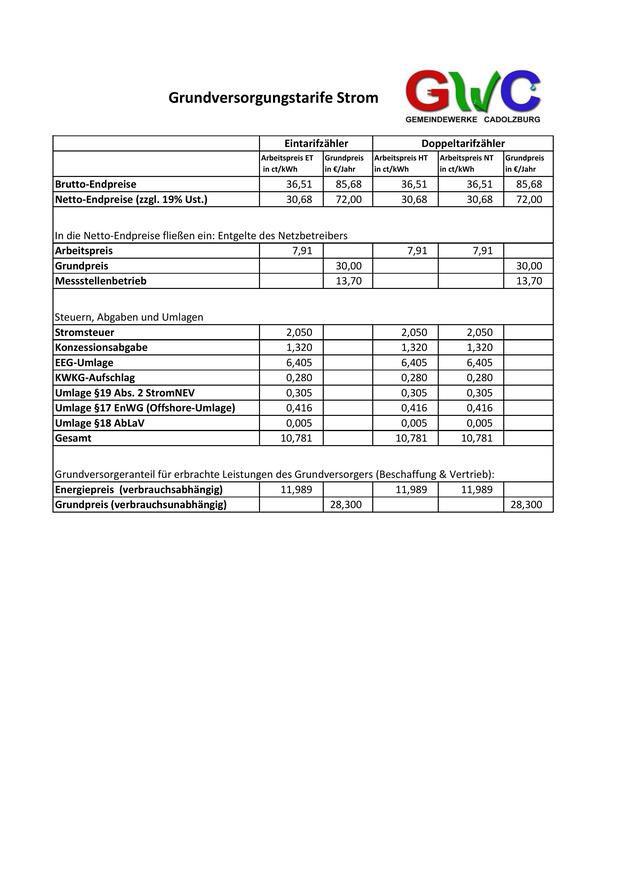 Grundversorgungstarife Strom
GWC
GEMEINDEWERKE CADOLZBURG
Eintarifzähler Doppeltarifzähler
Arbeitspreis ET Grundpreis Arbeitspreis HT Arbeitspreis NT Grundpreis
in ct/kWh in €/Jahr in ct/kWh in ct/kWh in €/Jahr
Brutto-Endpreise 36,51 85,68 36,51 36,51 85,68
Netto-Endpreise (zzgl. 19% Ust.) 30,68 72,00 30,68 30,68 72,00
In die Netto-Endpreise fließen ein: Entgelte des Netzbetreibers
Arbeitspreis 7,91 7,91 7,91
Grundpreis 30,00 30,00
Messstellenbetrieb 13,70 13,70
Steuern, Abgaben und Umlagen
Stromsteuer 2,050 2,050 2,050
Konzessionsabgabe 1,320 1,320 1,320
EEG-Umlage 6,405 6,405 6,405
KWKG-Aufschlag 0,280 0,280 0,280
Umlage §19 Abs. 2 StromNEV 0,305 0,305 0,305
Umlage §17 EnWG (Offshore-Umlage) 0,416 0,416 0,416
Umlage §18 AbLaV 0,005 0,005 0,005
Gesamt 10,781 10,781 10,781
Grundversorgeranteil für erbrachte Leistungen des Grundversorgers (Beschaffung & Vertrieb):
Energiepreis (verbrauchsabhängig) 11,989 11,989 11,989
Grundpreis (verbrauchsunabhängig) 28,300 28,300